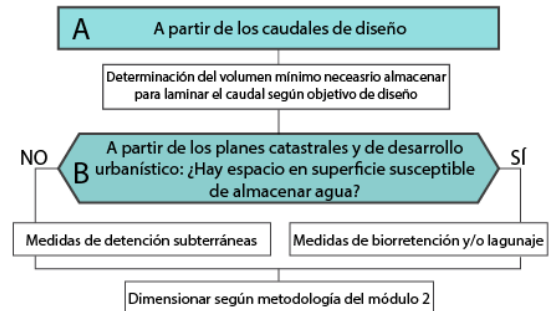 A
A partir de los caudales de diseño
Determinación del volumen mínimo neceasrio almacenar
para laminar el caudal según objetivo de diseño
NO
SÍ
B
A partir de los planes catastrales y de desarrollo
urbanístico: ¿Hay espacio en superficie susceptible
de almacenar agua?
Medidas de detención subterráneas
Medidas de biorretención y/o lagunaje
Dimensionar según metodología del módulo 2